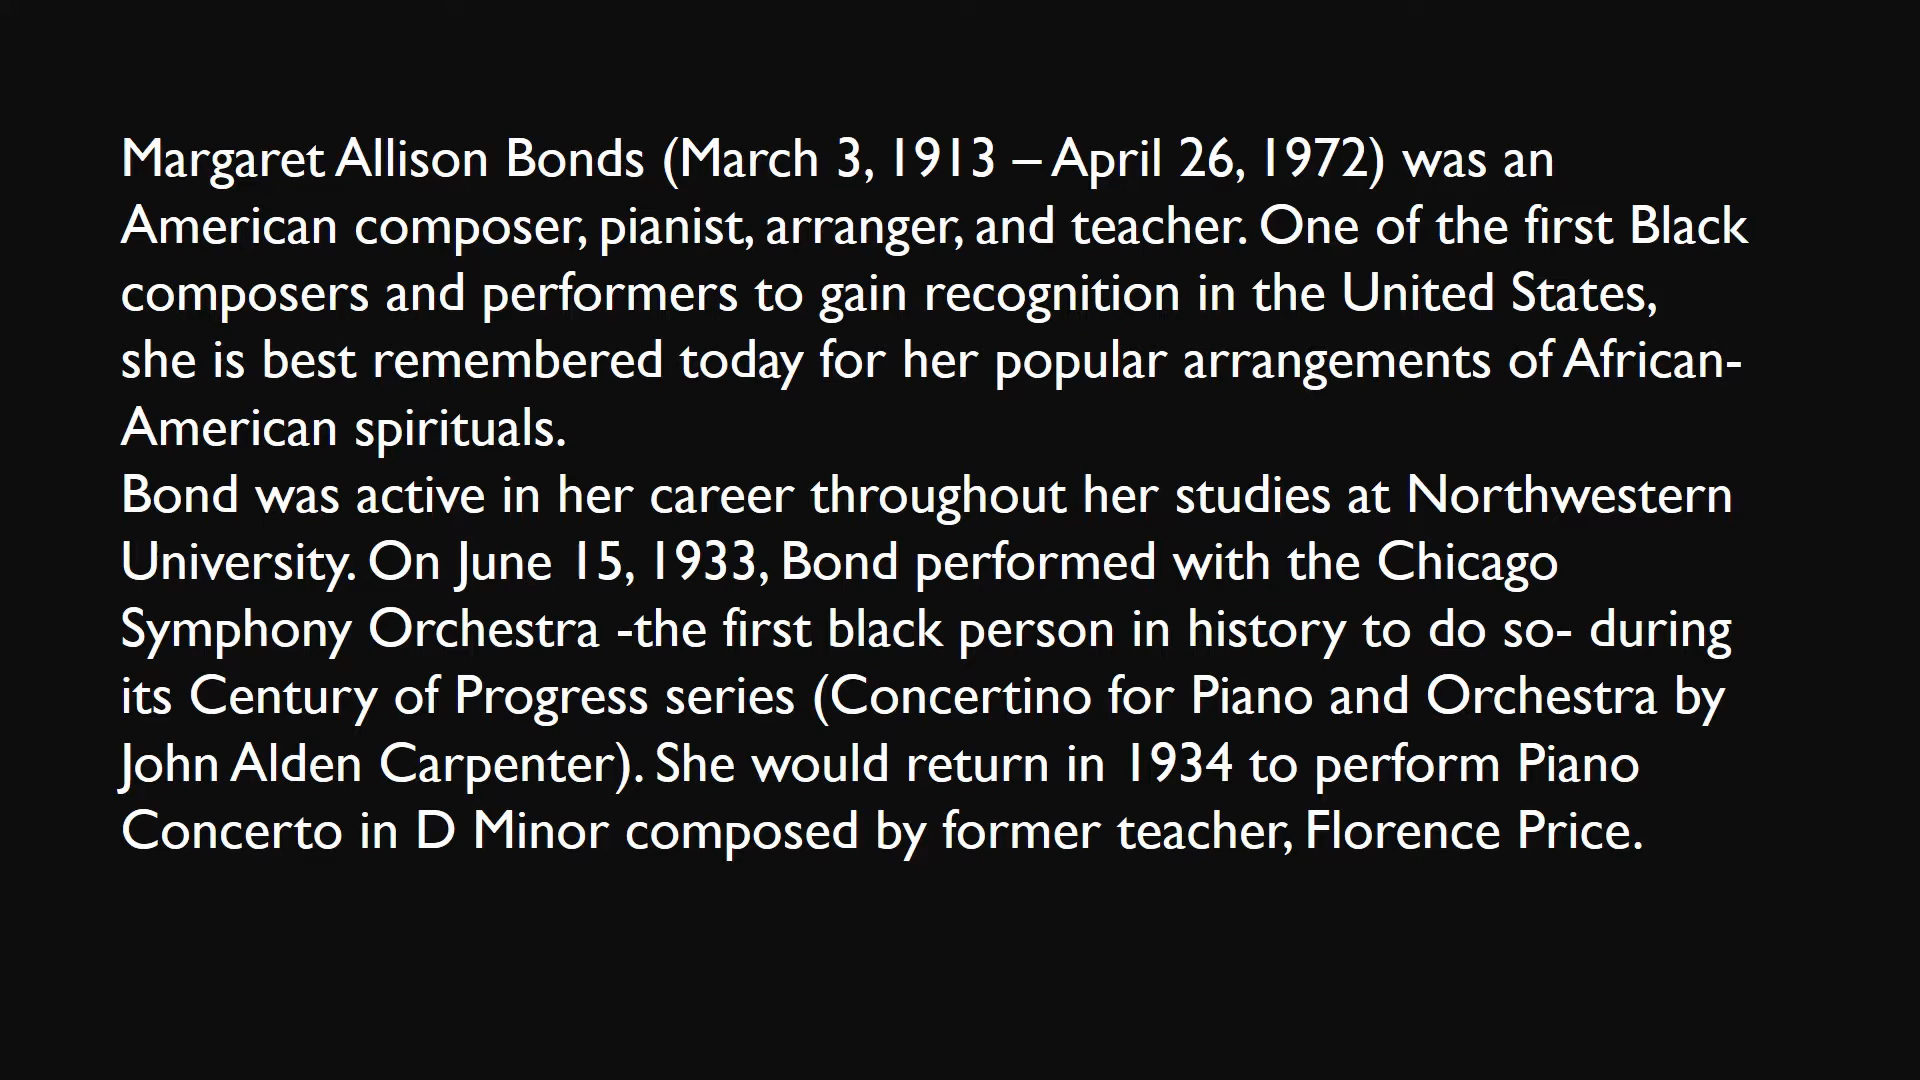 Margaret Allison Bonds (March 3, 1913 – April 26, 1972) was an
American composer, pianist, arranger, and teacher. One of the first Black
composers and performers to gain recognition in the United States,
she is best remembered today for her popular arrangements of African-
American spirituals.
Bond was active in her career throughout her studies at Northwestern
University. On June 15, 1933, Bond performed with the Chicago
Symphony Orchestra -the first black person in history to do so- during
its Century of Progress series (Concertino for Piano and Orchestra by
John Alden Carpenter). She would return in 1934 to perform Piano
Concerto in D Minor composed by former teacher, Florence Price.